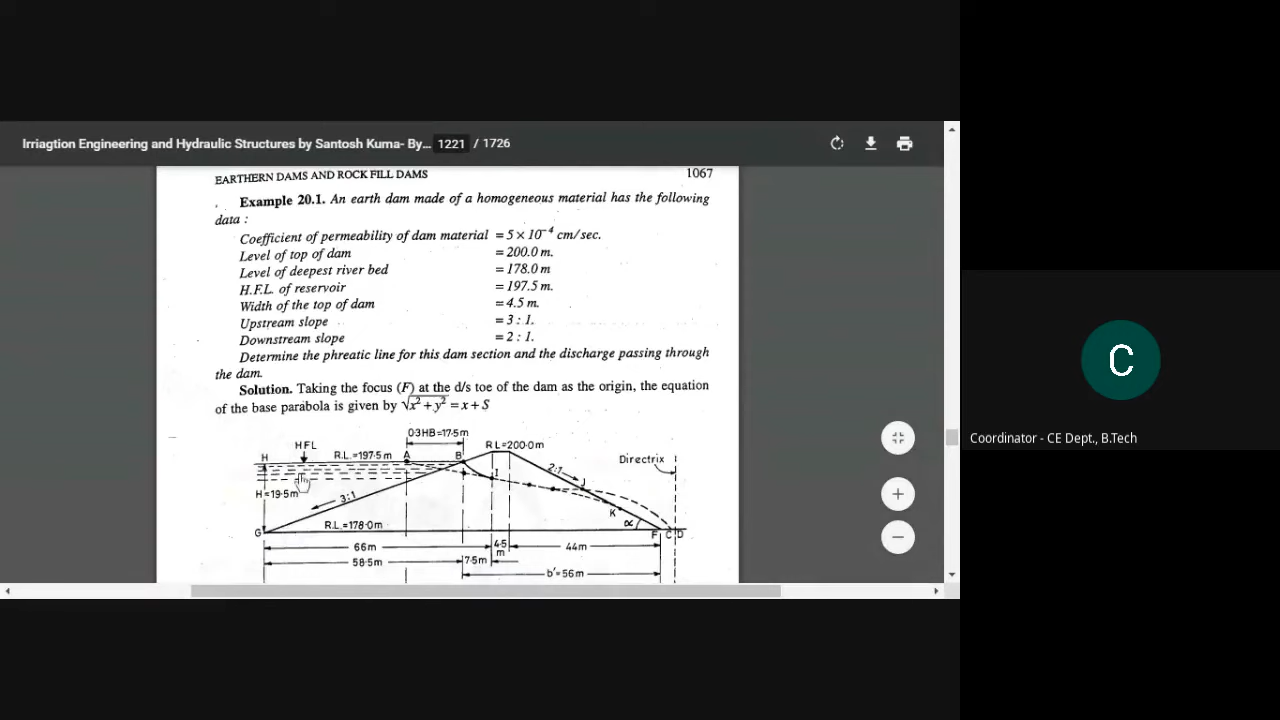 Irriagtion Engineering and Hydraulic Structures by Santosh Kuma- By... 1221 / 1726
EARTHERN DAMS AND ROCK FILL DAMS 1067
Example 20.1. An earth dam made of a homogeneous material has the following
data :
Coefficient of permeability of dam material = 5 × 10⁻⁴ cm/sec.
Level of top of dam = 200.0 m.
Level of deepest river bed = 178.0 m
H.F.L. of reservoir = 197.5 m.
Width of the top of dam = 4.5 m.
Upstream slope = 3 : 1.
Downstream slope = 2 : 1.
Determine the phreatic line for this dam section and the discharge passing through
the dam.
Solution. Taking the focus (F) at the d/s toe of the dam as the origin, the equation
of the base parabola is given by √x² + y² = x + S
0·3HB=17·5m
HFL
RL=200·0m
H R.L.=197·5m A B
Directrix
2:1
I
J
H=19·5m
3:1
K
R.L.=178·0m
α
G F C D
66m 4·5 m 44m
58·5m 7·5m
b'=56m
C
Coordinator - CE Dept., B.Tech